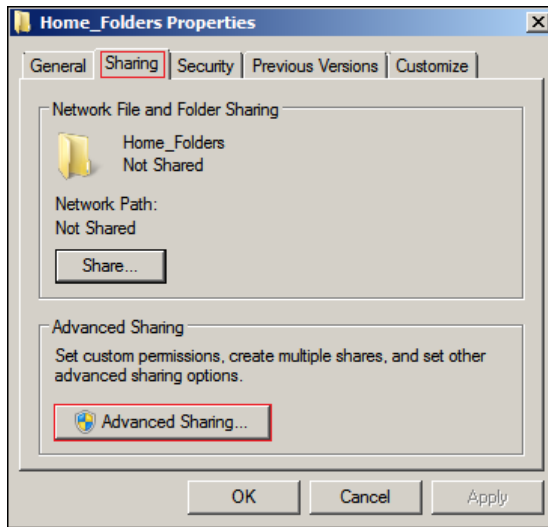 Home_Folders Properties
General Sharing Security Previous Versions Customize
Network File and Folder Sharing
Home_Folders
Not Shared
Network Path:
Not Shared
Share...
Advanced Sharing
Set custom permissions, create multiple shares, and set other
advanced sharing options.
Advanced Sharing...
OK Cancel Apply